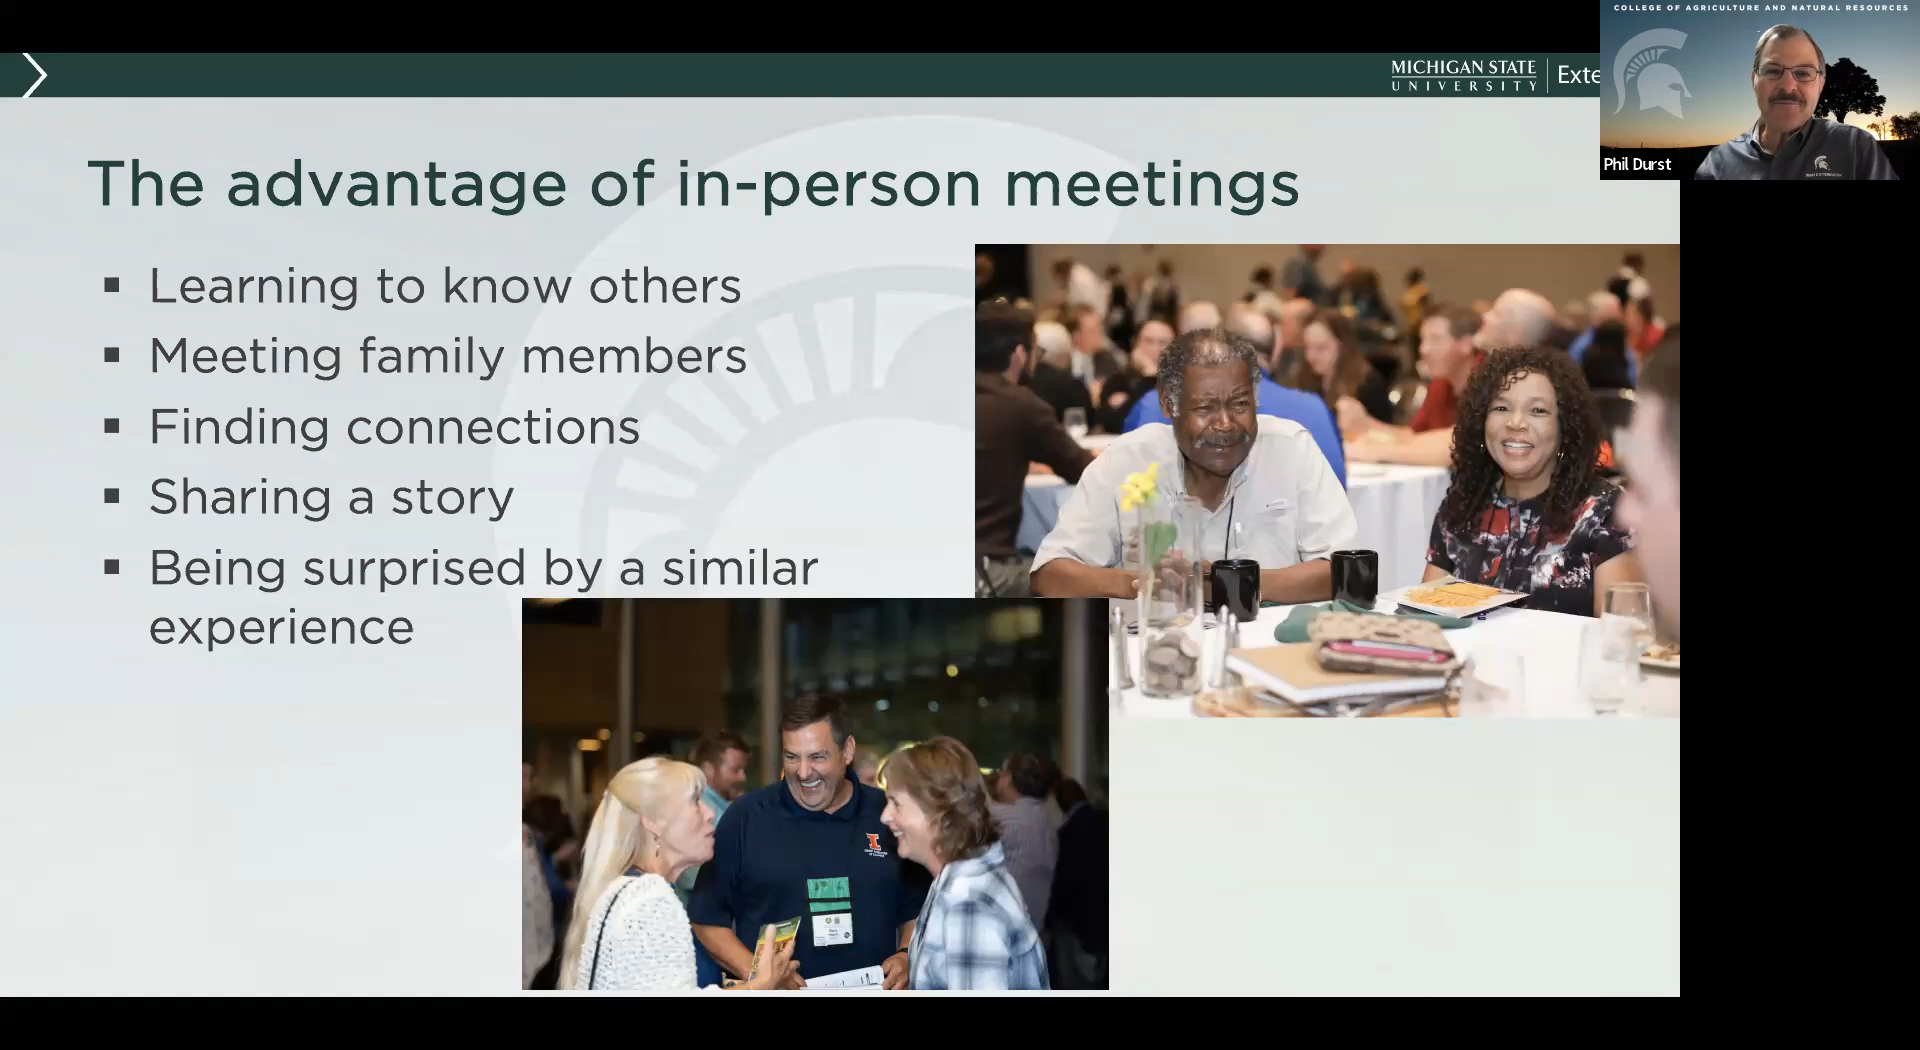 COLLEGE OF AGRICULTURE AND NATURAL RESOURCES
MICHIGAN STATE
UNIVERSITY
Exte
Phil Durst
The advantage of in-person meetings
▪ Learning to know others
▪ Meeting family members
▪ Finding connections
▪ Sharing a story
▪ Being surprised by a similar
experience